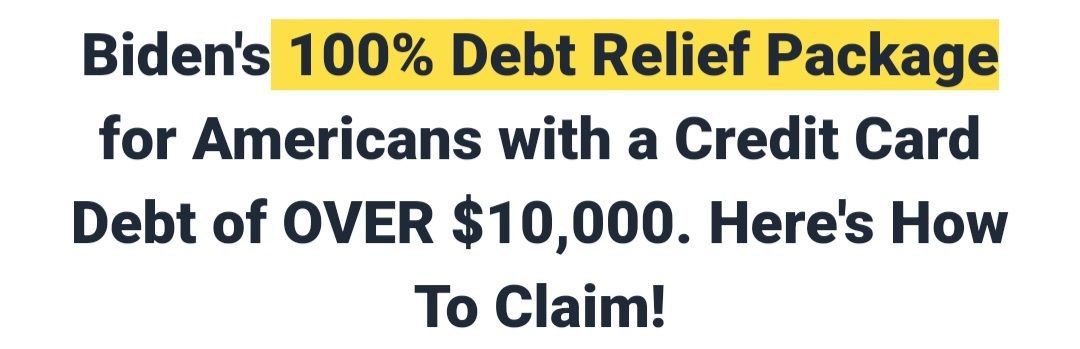 Biden's 100% Debt Relief Package
for Americans with a Credit Card
Debt of OVER $10,000. Here's How
To Claim!